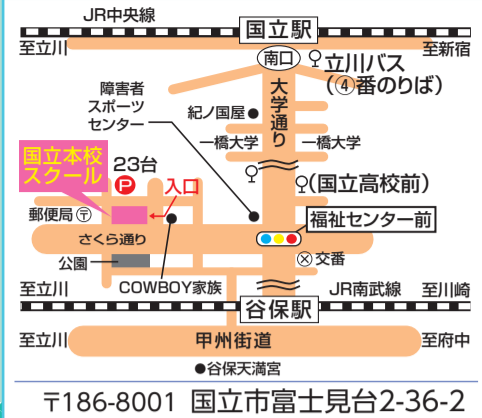 JR中央線
国立駅
至立川
至新宿
南口
立川バス
(④番のりば)
大学通り
障害者
スポーツ
センター
紀ノ国屋
一橋大学
一橋大学
国立本校
スクール
23台
P
入口
(国立高校前)
郵便局〒
福祉センター前
さくら通り
交番
公園
COWBOY家族
至立川
JR南武線
至川崎
谷保駅
至立川
甲州街道
至府中
谷保天満宮
〒186-8001 国立市富士見台2-36-2